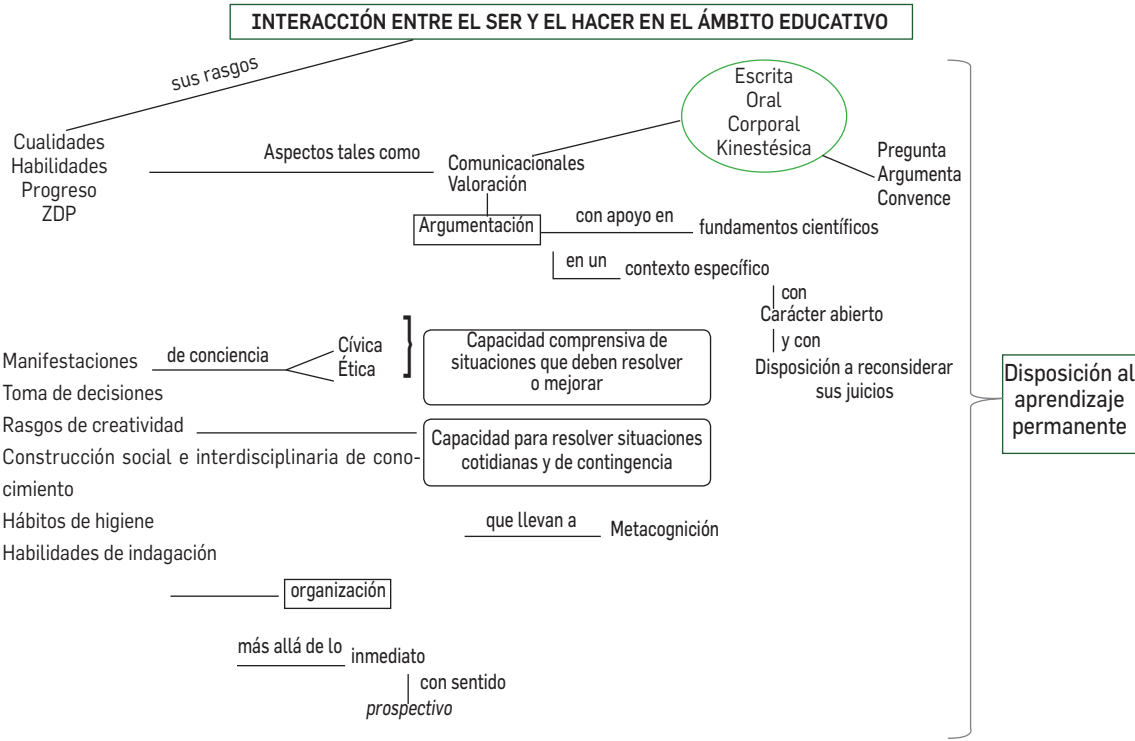 INTERACCIÓN ENTRE EL SER Y EL HACER EN EL ÁMBITO EDUCATIVO
sus rasgos
Cualidades
Habilidades
Progreso
ZDP
Aspectos tales como
Comunicacionales
Valoración
Escrita
Oral
Corporal
Kinestésica
Pregunta
Argumenta
Convence
Argumentación
con apoyo en
fundamentos científicos
en un
contexto específico
con
Carácter abierto
y con
Disposición a reconsiderar
sus juicios
Manifestaciones
de conciencia
Cívica
Ética
Capacidad comprensiva de
situaciones que deben resolver
o mejorar
Toma de decisiones
Rasgos de creatividad
Capacidad para resolver situaciones
cotidianas y de contingencia
Construcción social e interdisciplinaria de cono-
cimiento
Hábitos de higiene
Habilidades de indagación
que llevan a
Metacognición
organización
más allá de lo
inmediato
con sentido
prospectivo
Disposición al
aprendizaje
permanente